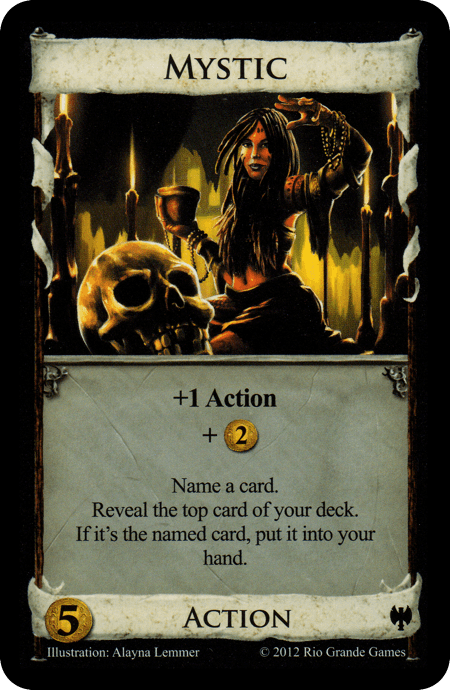 MYSTIC
+1 Action
+ 2
Name a card.
Reveal the top card of your deck.
If it's the named card, put it into your
hand.
5 ACTION
Illustration: Alayna Lemmer © 2012 Rio Grande Games